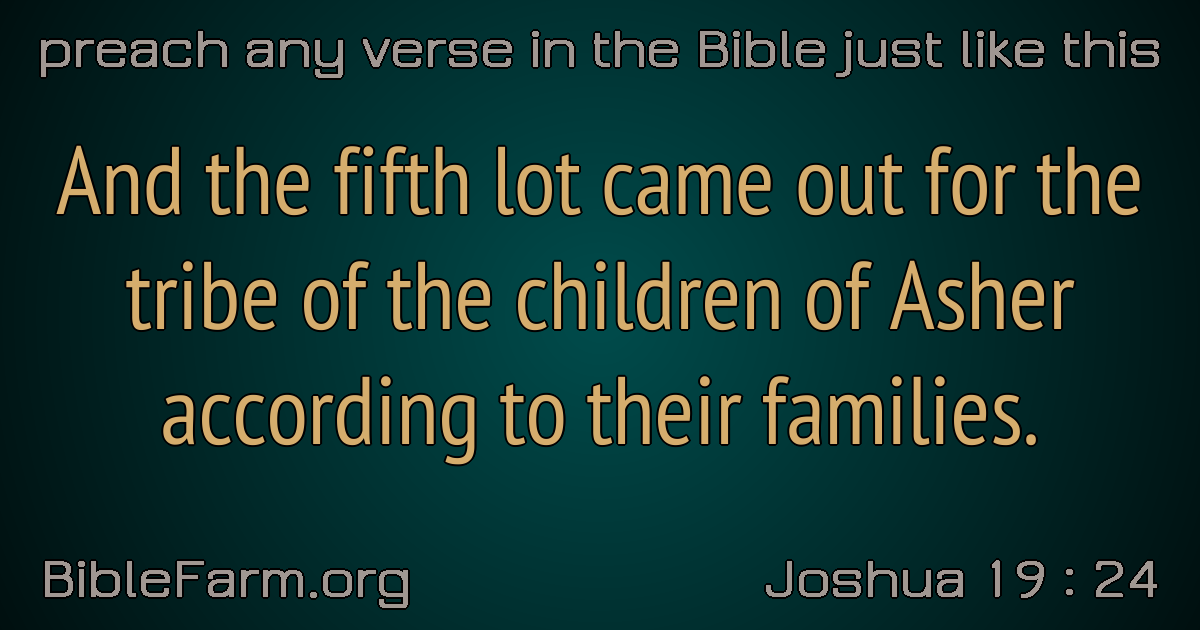 preach any verse in the Bible just like this
And the fifth lot came out for the
tribe of the children of Asher
according to their families.
BibleFarm.org
Joshua 19 : 24